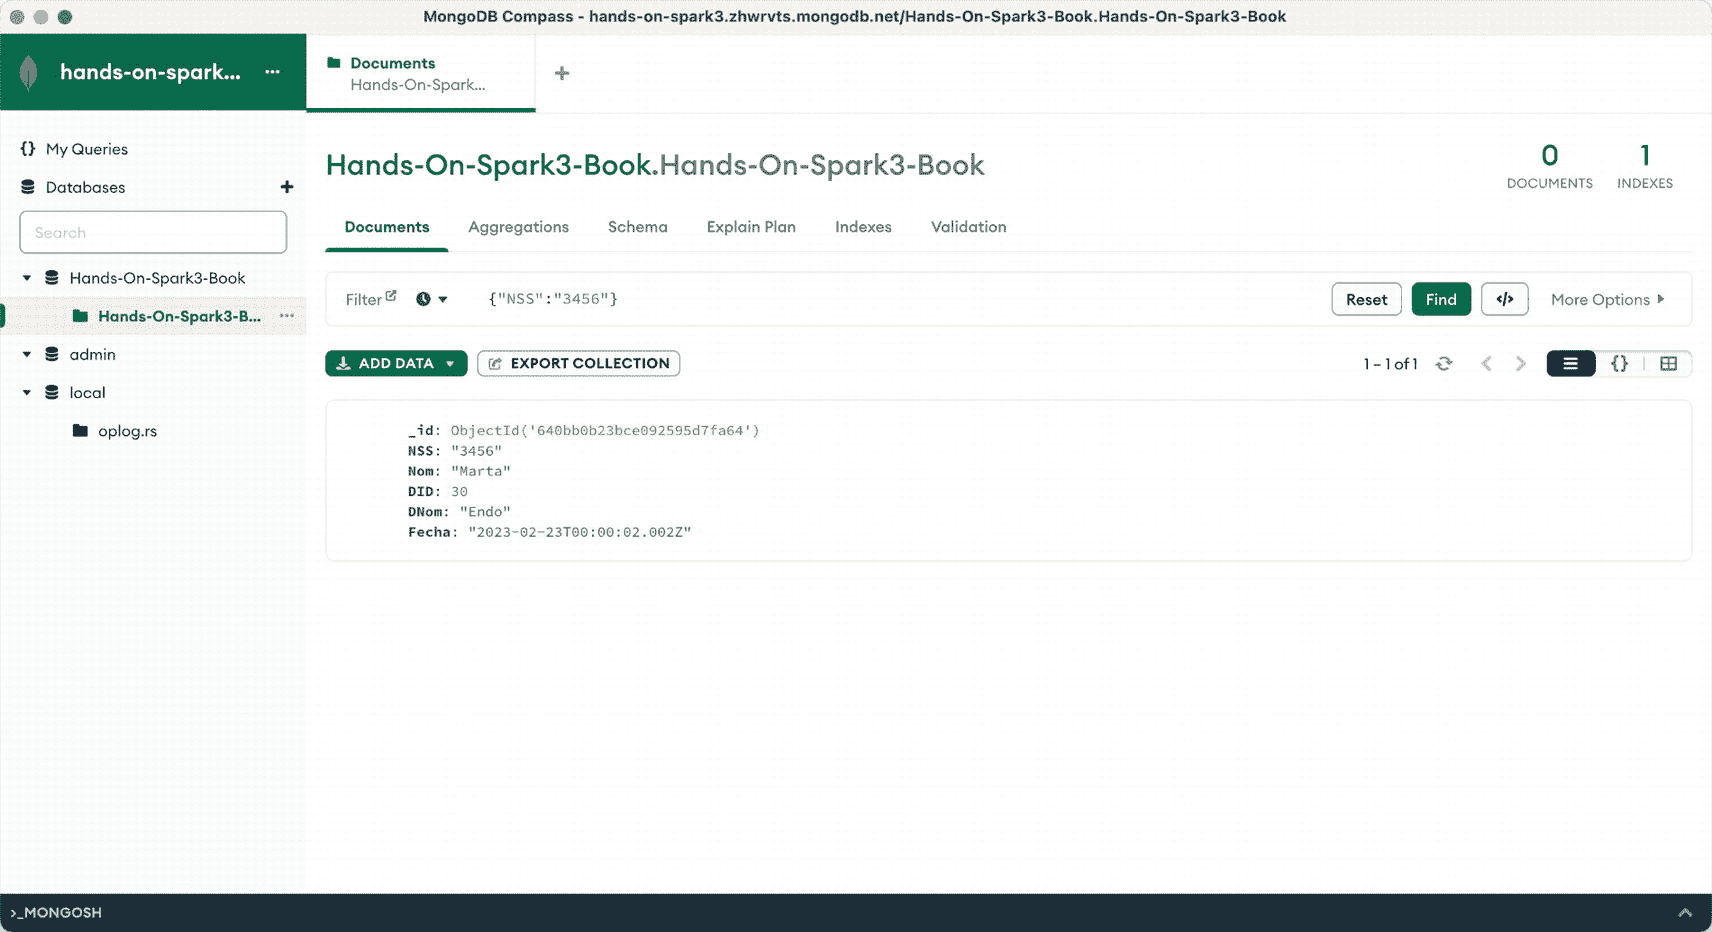 MongoDB Compass - hands-on-spark3.zhwrvts.mongodb.net/Hands-On-Spark3-Book.Hands-On-Spark3-Book
hands-on-spark...
Documents
Hands-On-Spark...
My Queries
Databases
Search
Hands-On-Spark3-Book
Hands-On-Spark3-B...
admin
local
oplog.rs
Hands-On-Spark3-Book.Hands-On-Spark3-Book
0
DOCUMENTS
1
INDEXES
Documents Aggregations Schema Explain Plan Indexes Validation
Filter {"NSS":"3456"} Reset Find </> More Options
ADD DATA EXPORT COLLECTION 1 – 1 of 1 {}
_id: ObjectId('640bb0b23bce092595d7fa64')
NSS: "3456"
Nom: "Marta"
DID: 30
DNom: "Endo"
Fecha: "2023-02-23T00:00:02.002Z"
>_MONGOSH